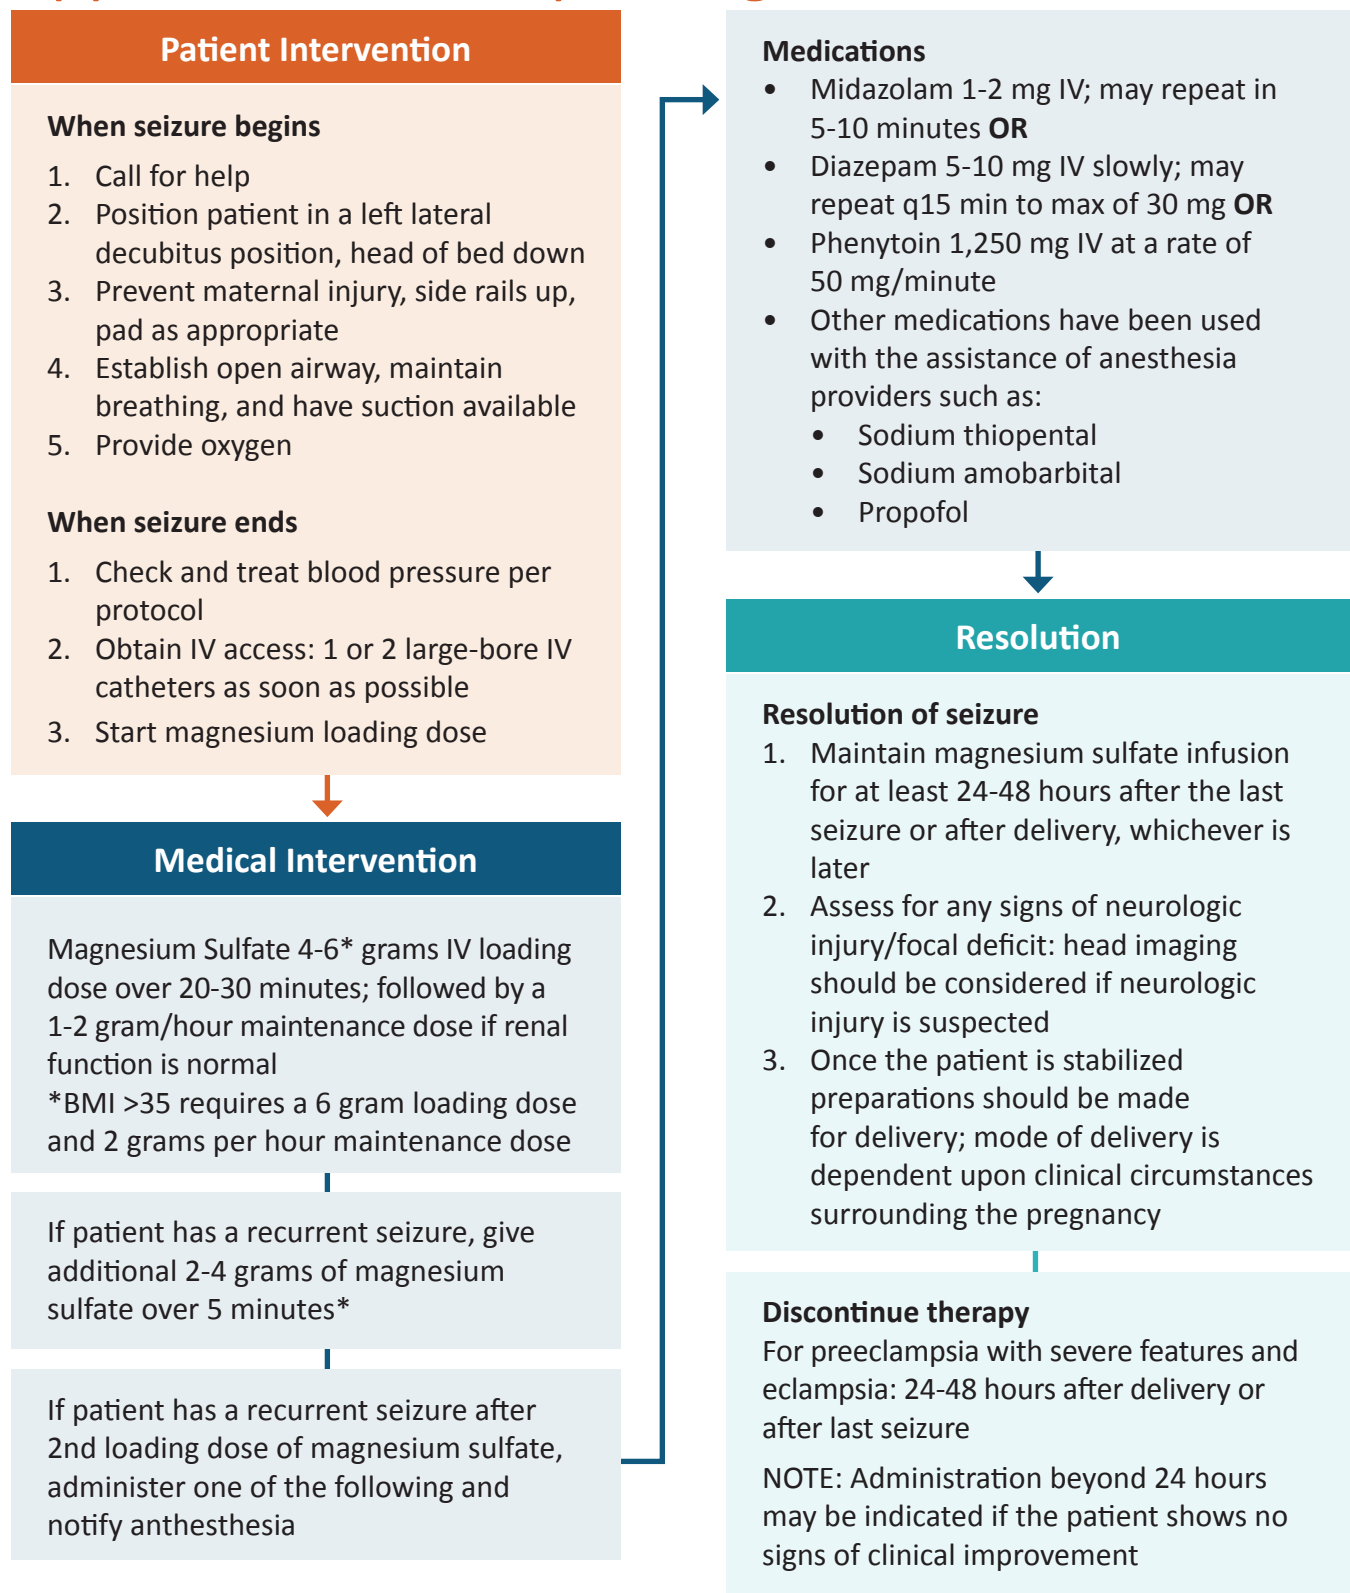 Patient Intervention
When seizure begins
1. Call for help
2. Position patient in a left lateral
decubitus position, head of bed down
3. Prevent maternal injury, side rails up,
pad as appropriate
4. Establish open airway, maintain
breathing, and have suction available
5. Provide oxygen
When seizure ends
1. Check and treat blood pressure per
protocol
2. Obtain IV access: 1 or 2 large-bore IV
catheters as soon as possible
3. Start magnesium loading dose
Medical Intervention
Magnesium Sulfate 4-6* grams IV loading
dose over 20-30 minutes; followed by a
1-2 gram/hour maintenance dose if renal
function is normal
*BMI >35 requires a 6 gram loading dose
and 2 grams per hour maintenance dose
If patient has a recurrent seizure, give
additional 2-4 grams of magnesium
sulfate over 5 minutes*
If patient has a recurrent seizure after
2nd loading dose of magnesium sulfate,
administer one of the following and
notify anthesthesia
Medications
• Midazolam 1-2 mg IV; may repeat in
5-10 minutes OR
• Diazepam 5-10 mg IV slowly; may
repeat q15 min to max of 30 mg OR
• Phenytoin 1,250 mg IV at a rate of
50 mg/minute
• Other medications have been used
with the assistance of anesthesia
providers such as:
• Sodium thiopental
• Sodium amobarbital
• Propofol
Resolution
Resolution of seizure
1. Maintain magnesium sulfate infusion
for at least 24-48 hours after the last
seizure or after delivery, whichever is
later
2. Assess for any signs of neurologic
injury/focal deficit: head imaging
should be considered if neurologic
injury is suspected
3. Once the patient is stabilized
preparations should be made
for delivery; mode of delivery is
dependent upon clinical circumstances
surrounding the pregnancy
Discontinue therapy
For preeclampsia with severe features and
eclampsia: 24-48 hours after delivery or
after last seizure
NOTE: Administration beyond 24 hours
may be indicated if the patient shows no
signs of clinical improvement